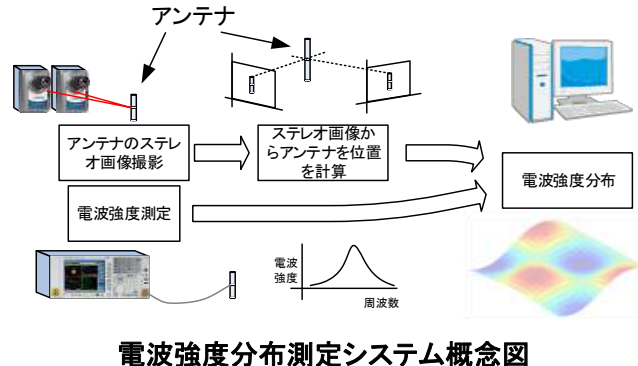 アンテナ
アンテナのステレ
オ画像撮影
ステレオ画像か
らアンテナを位置
を計算
電波強度分布
電波強度測定
電波
強度
周波数
電波強度分布測定システム概念図